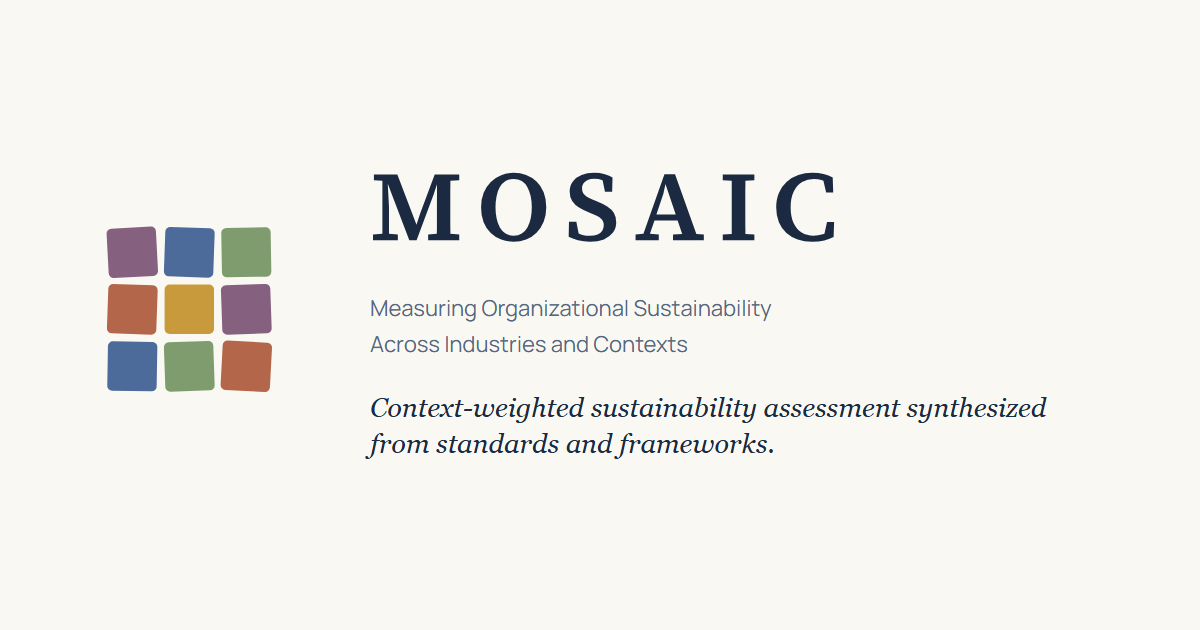 MOSAIC
Measuring Organizational Sustainability
Across Industries and Contexts
Context-weighted sustainability assessment synthesized
from standards and frameworks.